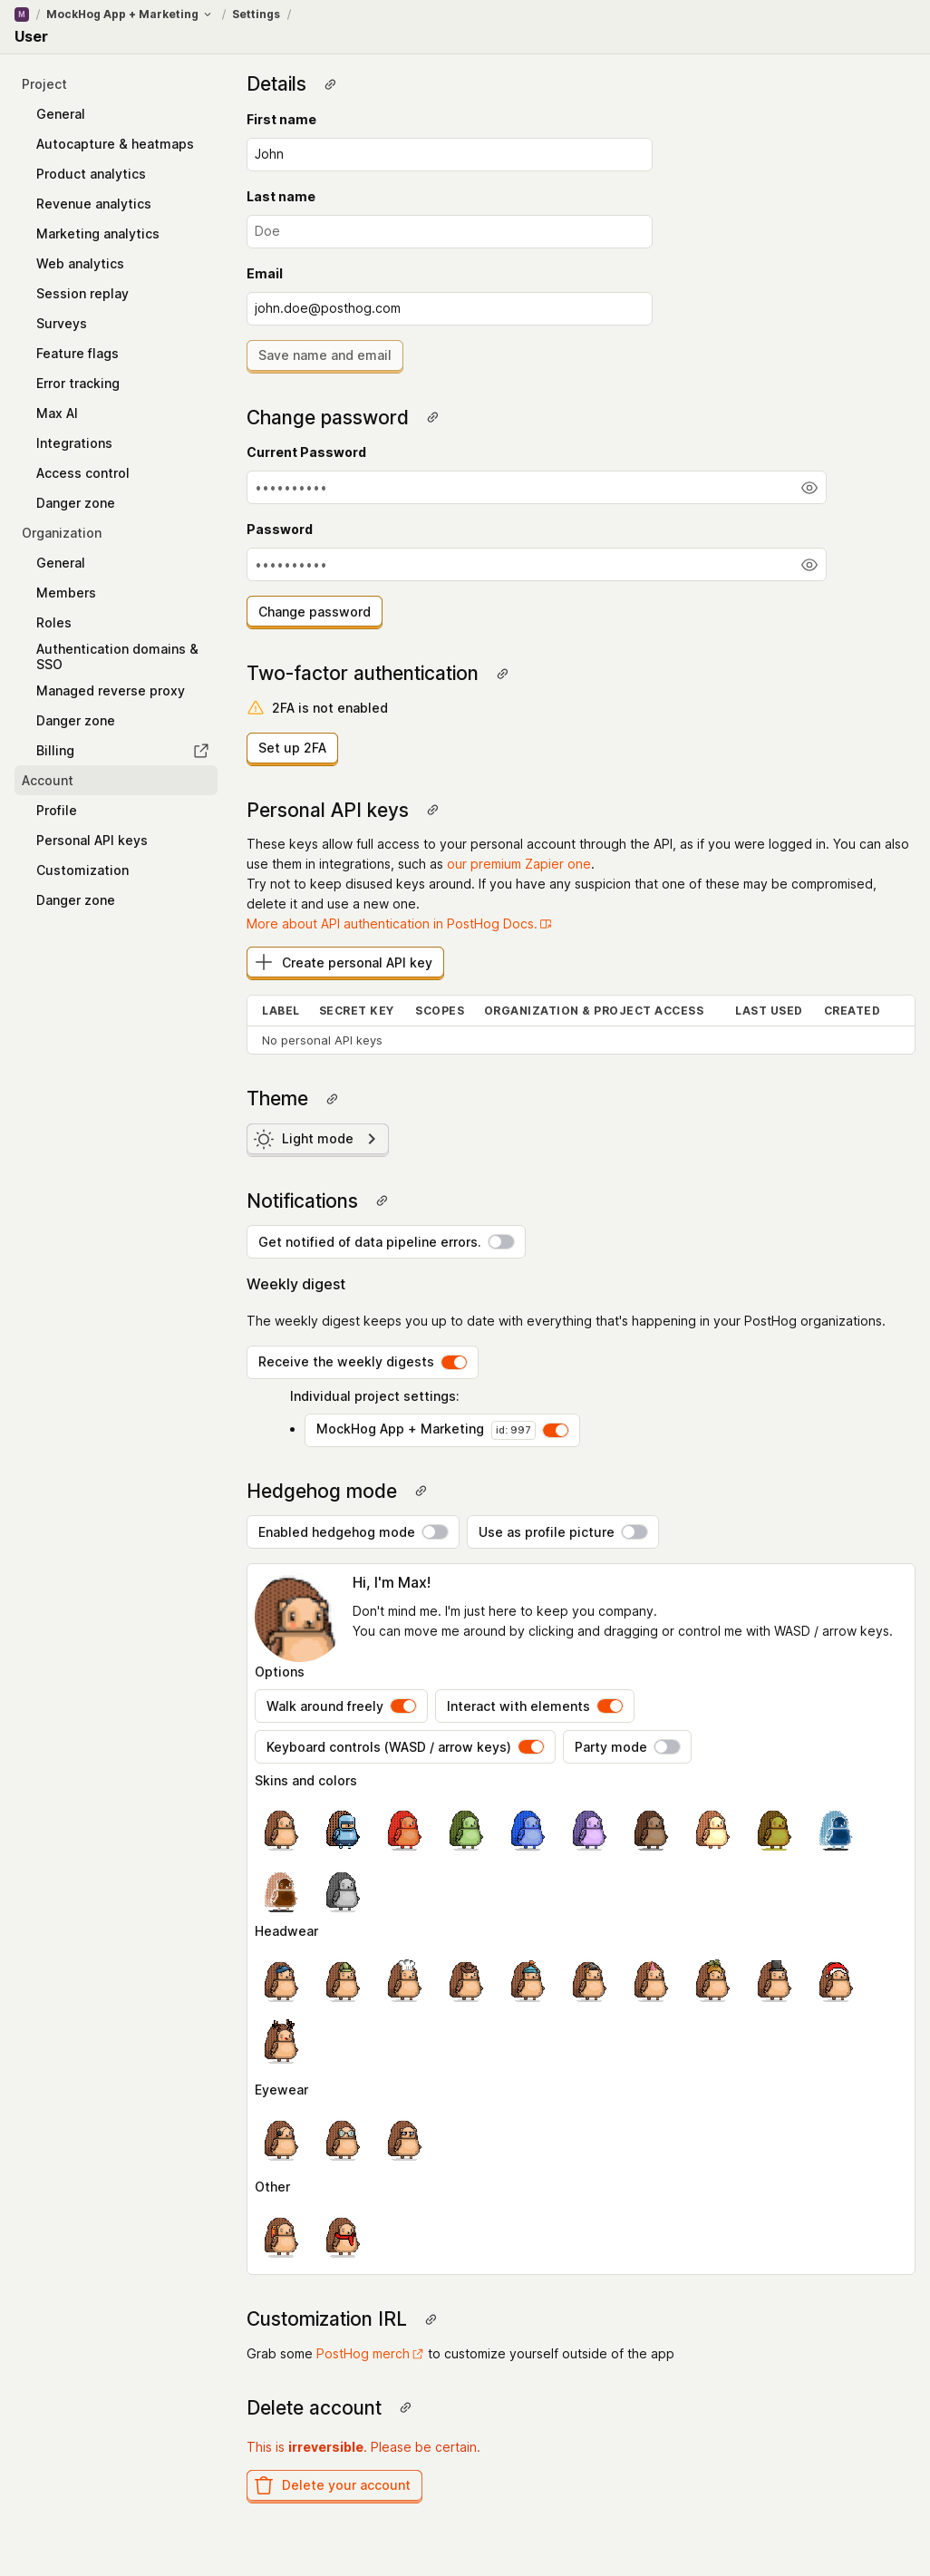 M / MockHog App + Marketing / Settings /
User
Project
General
Autocapture & heatmaps
Product analytics
Revenue analytics
Marketing analytics
Web analytics
Session replay
Surveys
Feature flags
Error tracking
Max AI
Integrations
Access control
Danger zone
Organization
General
Members
Roles
Authentication domains &
SSO
Managed reverse proxy
Danger zone
Billing
Account
Profile
Personal API keys
Customization
Danger zone
Details
First name
John
Last name
Doe
Email
john.doe@posthog.com
Save name and email
Change password
Current Password
••••••••••
Password
••••••••••
Change password
Two-factor authentication
2FA is not enabled
Set up 2FA
Personal API keys
These keys allow full access to your personal account through the API, as if you were logged in. You can also
use them in integrations, such as our premium Zapier one.
Try not to keep disused keys around. If you have any suspicion that one of these may be compromised,
delete it and use a new one.
More about API authentication in PostHog Docs.
Create personal API key
LABEL SECRET KEY SCOPES ORGANIZATION & PROJECT ACCESS LAST USED CREATED
No personal API keys
Theme
Light mode
Notifications
Get notified of data pipeline errors.
Weekly digest
The weekly digest keeps you up to date with everything that's happening in your PostHog organizations.
Receive the weekly digests
Individual project settings:
• MockHog App + Marketing id: 997
Hedgehog mode
Enabled hedgehog mode Use as profile picture
Hi, I'm Max!
Don't mind me. I'm just here to keep you company.
You can move me around by clicking and dragging or control me with WASD / arrow keys.
Options
Walk around freely Interact with elements
Keyboard controls (WASD / arrow keys) Party mode
Skins and colors
Headwear
Eyewear
Other
Customization IRL
Grab some PostHog merch to customize yourself outside of the app
Delete account
This is irreversible. Please be certain.
Delete your account